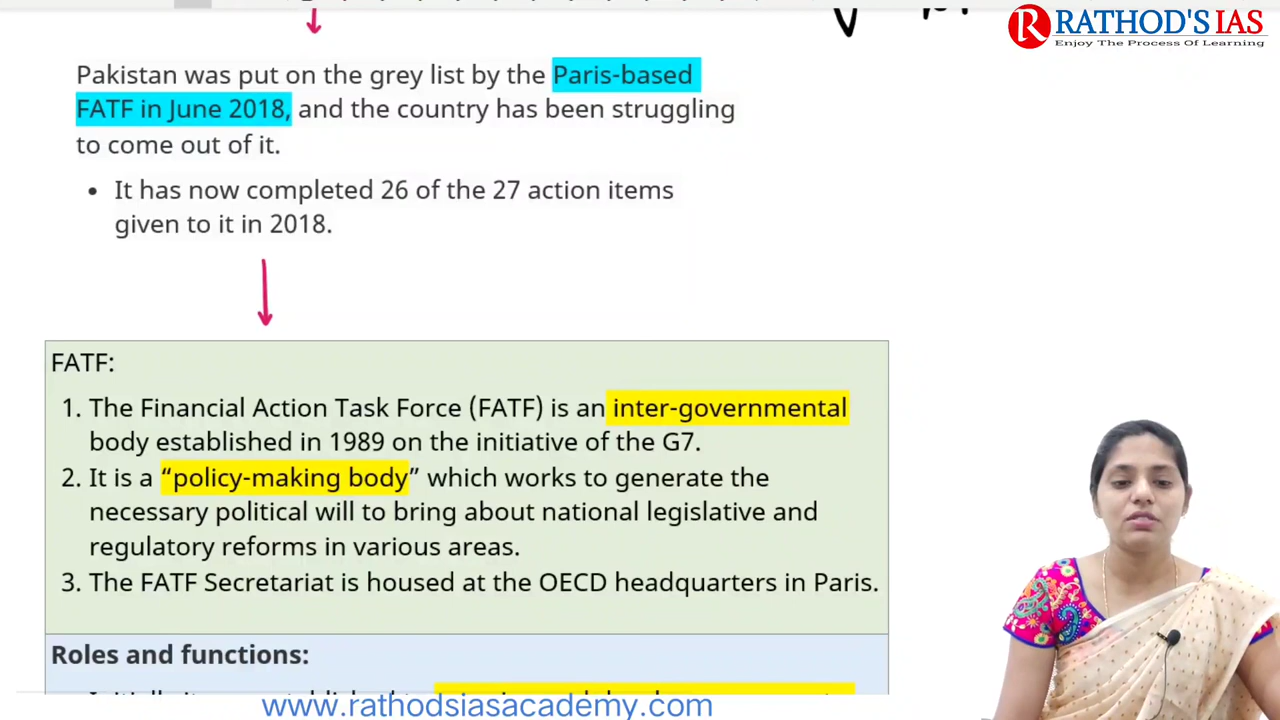 RATHOD'S IAS
Enjoy The Process Of Learning
Pakistan was put on the grey list by the Paris-based
FATF in June 2018, and the country has been struggling
to come out of it.
• It has now completed 26 of the 27 action items
given to it in 2018.
FATF:
1. The Financial Action Task Force (FATF) is an inter-governmental
body established in 1989 on the initiative of the G7.
2. It is a “policy-making body” which works to generate the
necessary political will to bring about national legislative and
regulatory reforms in various areas.
3. The FATF Secretariat is housed at the OECD headquarters in Paris.
Roles and functions:
www.rathodsiasacademy.com